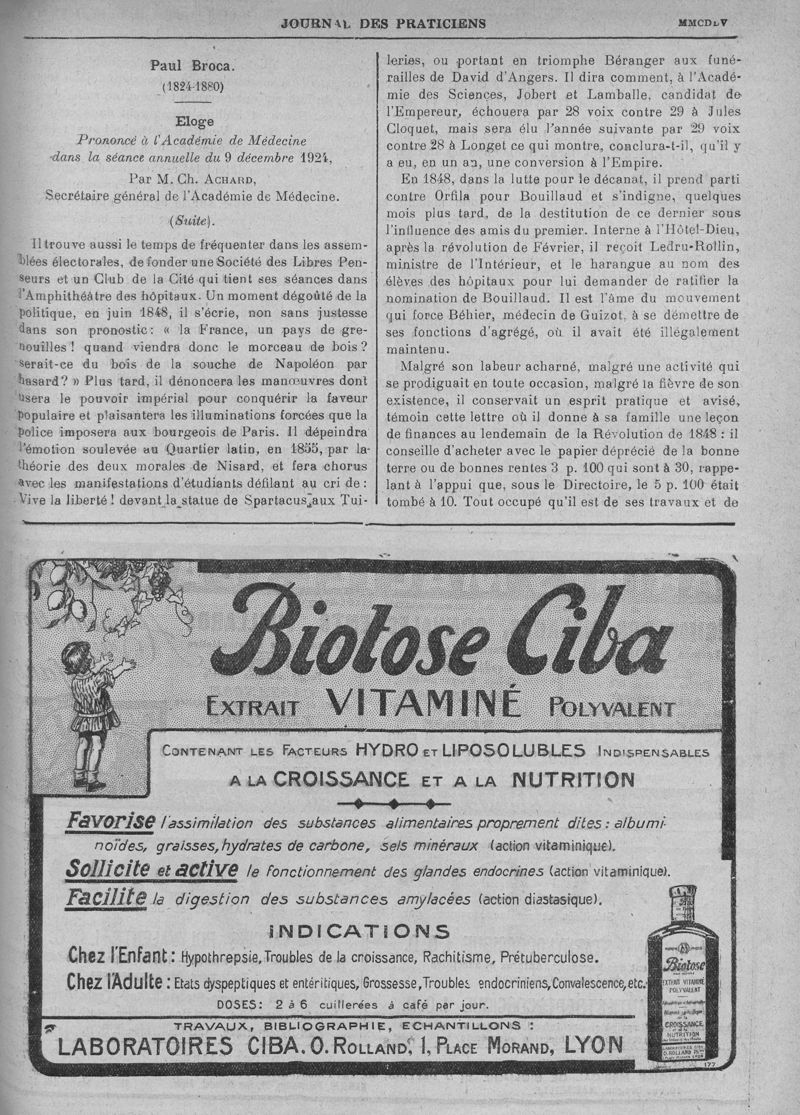 JOURNAL DES PRATICIENS
MMCDLV
Paul Broca.
(1824-1880)
Eloge
Prononcé à l'Académie de Médecine
dans la séance annuelle du 9 décembre 1924,
Par M. Ch. ACHARD,
Secrétaire général de l'Académie de Médecine.
(Suite).
Il trouve aussi le temps de fréquenter dans les assem-
blées électorales, de fonder une Société des Libres Pen-
seurs et un Club de la Cité qui tient ses séances dans
l'Amphithéâtre des hôpitaux. Un moment dégoûté de la
politique, en juin 1848, il s'écrie, non sans justesse
dans son pronostic : « la France, un pays de gre-
nouilles ! quand viendra donc le morceau de bois ?
serait-ce du bois de la souche de Napoléon par
hasard ? » Plus tard, il dénoncera les manœuvres dont
usera le pouvoir impérial pour conquérir la faveur
populaire et plaisantera les illuminations forcées que la
police imposera aux bourgeois de Paris. Il dépeindra
l'émotion soulevée au Quartier latin, en 1855, par la
théorie des deux morales de Nisard, et fera chorus
avec les manifestations d'étudiants défilant au cri de :
Vive la liberté ! devant la statue de Spartacus aux Tui-
leries, ou portant en triomphe Béranger aux funé-
railles de David d'Angers. Il dira comment, à l'Acadé-
mie des Sciences, Jobert et Lamballe, candidat de
l'Empereur, échouera par 28 voix contre 29 à Jules
Cloquet, mais sera élu l'année suivante par 29 voix
contre 28 à Longet ce qui montre, conclura-t-il, qu'il y
a eu, en un an, une conversion à l'Empire.
En 1848, dans la lutte pour le décanat, il prend parti
contre Orfila pour Bouillaud et s'indigne, quelques
mois plus tard, de la destitution de ce dernier sous
l'influence des amis du premier. Interne à l'Hôtel-Dieu,
après la révolution de Février, il reçoit Ledru-Rollin,
ministre de l'Intérieur, et le harangue au nom des
élèves des hôpitaux pour lui demander de ratifier la
nomination de Bouillaud. Il est l'âme du mouvement
qui force Béhier, médecin de Guizot, à se démettre de
ses fonctions d'agrégé, où il avait été illégalement
maintenu.
Malgré son labeur acharné, malgré une activité qui
se prodiguait en toute occasion, malgré la fièvre de son
existence, il conservait un esprit pratique et avisé,
témoin cette lettre où il donne à sa famille une leçon
de finances au lendemain de la Révolution de 1848 : il
conseille d'acheter avec le papier déprécié de la bonne
terre ou de bonnes rentes 3 p. 100 qui sont à 30, rappe-
lant à l'appui que, sous le Directoire, le 5 p. 100 était
tombé à 10. Tout occupé qu'il est de ses travaux et de
Biotose Ciba
EXTRAIT VITAMINÉ POLYVALENT
CONTENANT LES FACTEURS HYDRO ET LIPOSOLUBLES INDISPENSABLES
A LA CROISSANCE ET A LA NUTRITION
Favorise l'assimilation des substances alimentaires proprement dites : albumi-
noïdes, graisses, hydrates de carbone, sels minéraux (action vitaminique).
Sollicite et active le fonctionnement des glandes endocrines (action vitaminique).
Facilite la digestion des substances amylacées (action diastasique).
INDICATIONS
Chez l'Enfant : Hypothrepsie, Troubles de la croissance, Rachitisme, Prétuberculose.
Chez l'Adulte : Etats dyspeptiques et entéritiques, Grossesse, Troubles endocriniens, Convalescence, etc.
DOSES : 2 à 6 cuillerées à café par jour.
TRAVAUX, BIBLIOGRAPHIE, ECHANTILLONS :
LABORATOIRES CIBA. O. ROLLAND, 1, PLACE MORAND, LYON
Biotose
EXTRAIT VITAMINÉ
POLYVALENT
CROISSANCE
NUTRITION
LABORATOIRES CIBA
O. ROLLAND
177